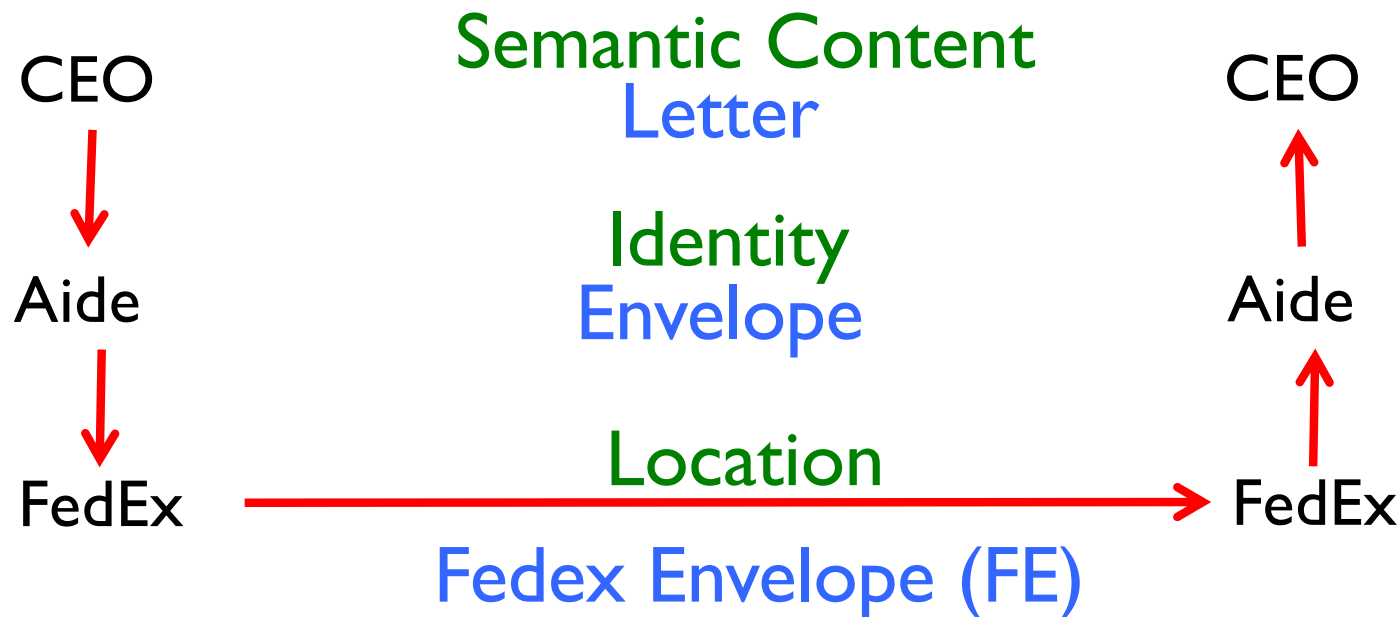 Semantic Content
CEO
Letter
CEO
Identity
Aide
Envelope
Aide
Location
FedEx
FedEx
Fedex Envelope (FE)